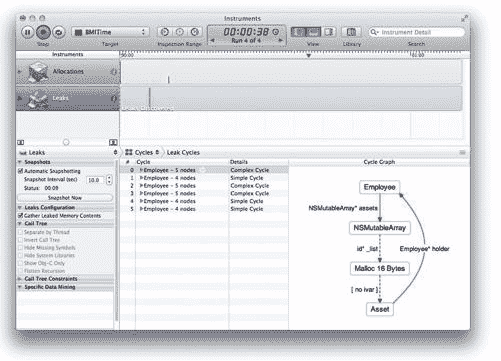 Instruments
BMITime
00:00:38
Run 4 of 4
Instrument Detail
Stop
Target
Inspection Range
View
Library
Search
Instruments
00:00
01:00
Allocations
Leaks
Leaks
Cycles
Leak Cycles
Snapshots
Automatic Snapshotting
Snapshot Interval (sec) 10.0
Status: 00:09
Snapshot Now
Leaks Configuration
Gather Leaked Memory Contents
Call Tree
Separate by Thread
Invert Call Tree
Hide Missing Symbols
Hide System Libraries
Show Obj-C Only
Flatten Recursion
Call Tree Constraints
Specific Data Mining
# Cycle Details
0 Employee – 5 nodes Complex Cycle
1 Employee – 4 nodes Simple Cycle
2 Employee – 5 nodes Complex Cycle
3 Employee – 5 nodes Complex Cycle
4 Employee – 4 nodes Simple Cycle
5 Employee – 4 nodes Simple Cycle
Cycle Graph
Employee
NSMutableArray* assets
NSMutableArray
id* _list
Employee* holder
Malloc 16 Bytes
[ no ivar ]
Asset